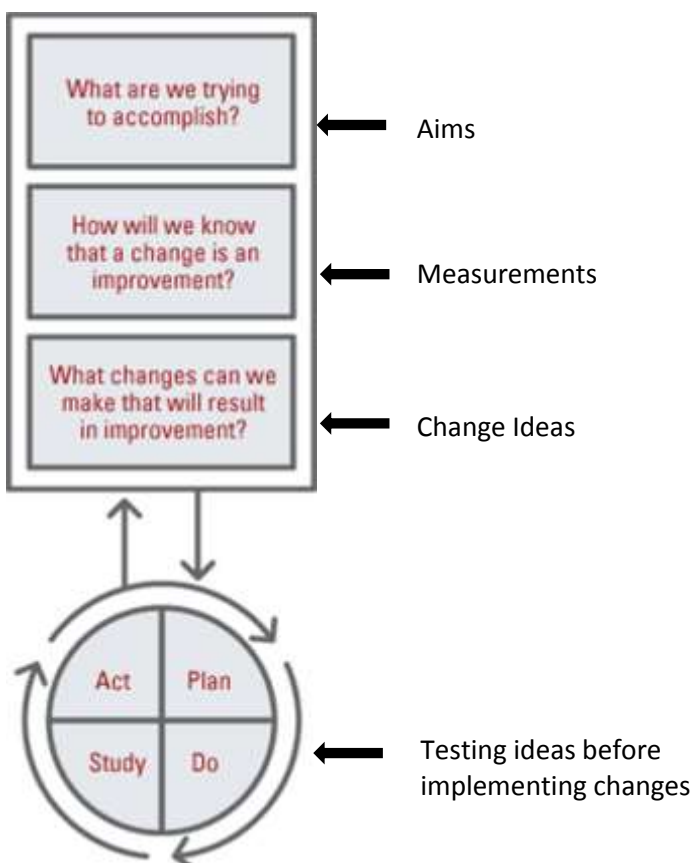 What are we trying
to accomplish?
Aims
How will we know
that a change is an
improvement?
Measurements
What changes can we
make that will result
in improvement?
Change Ideas
Act
Plan
Study
Do
Testing ideas before
implementing changes